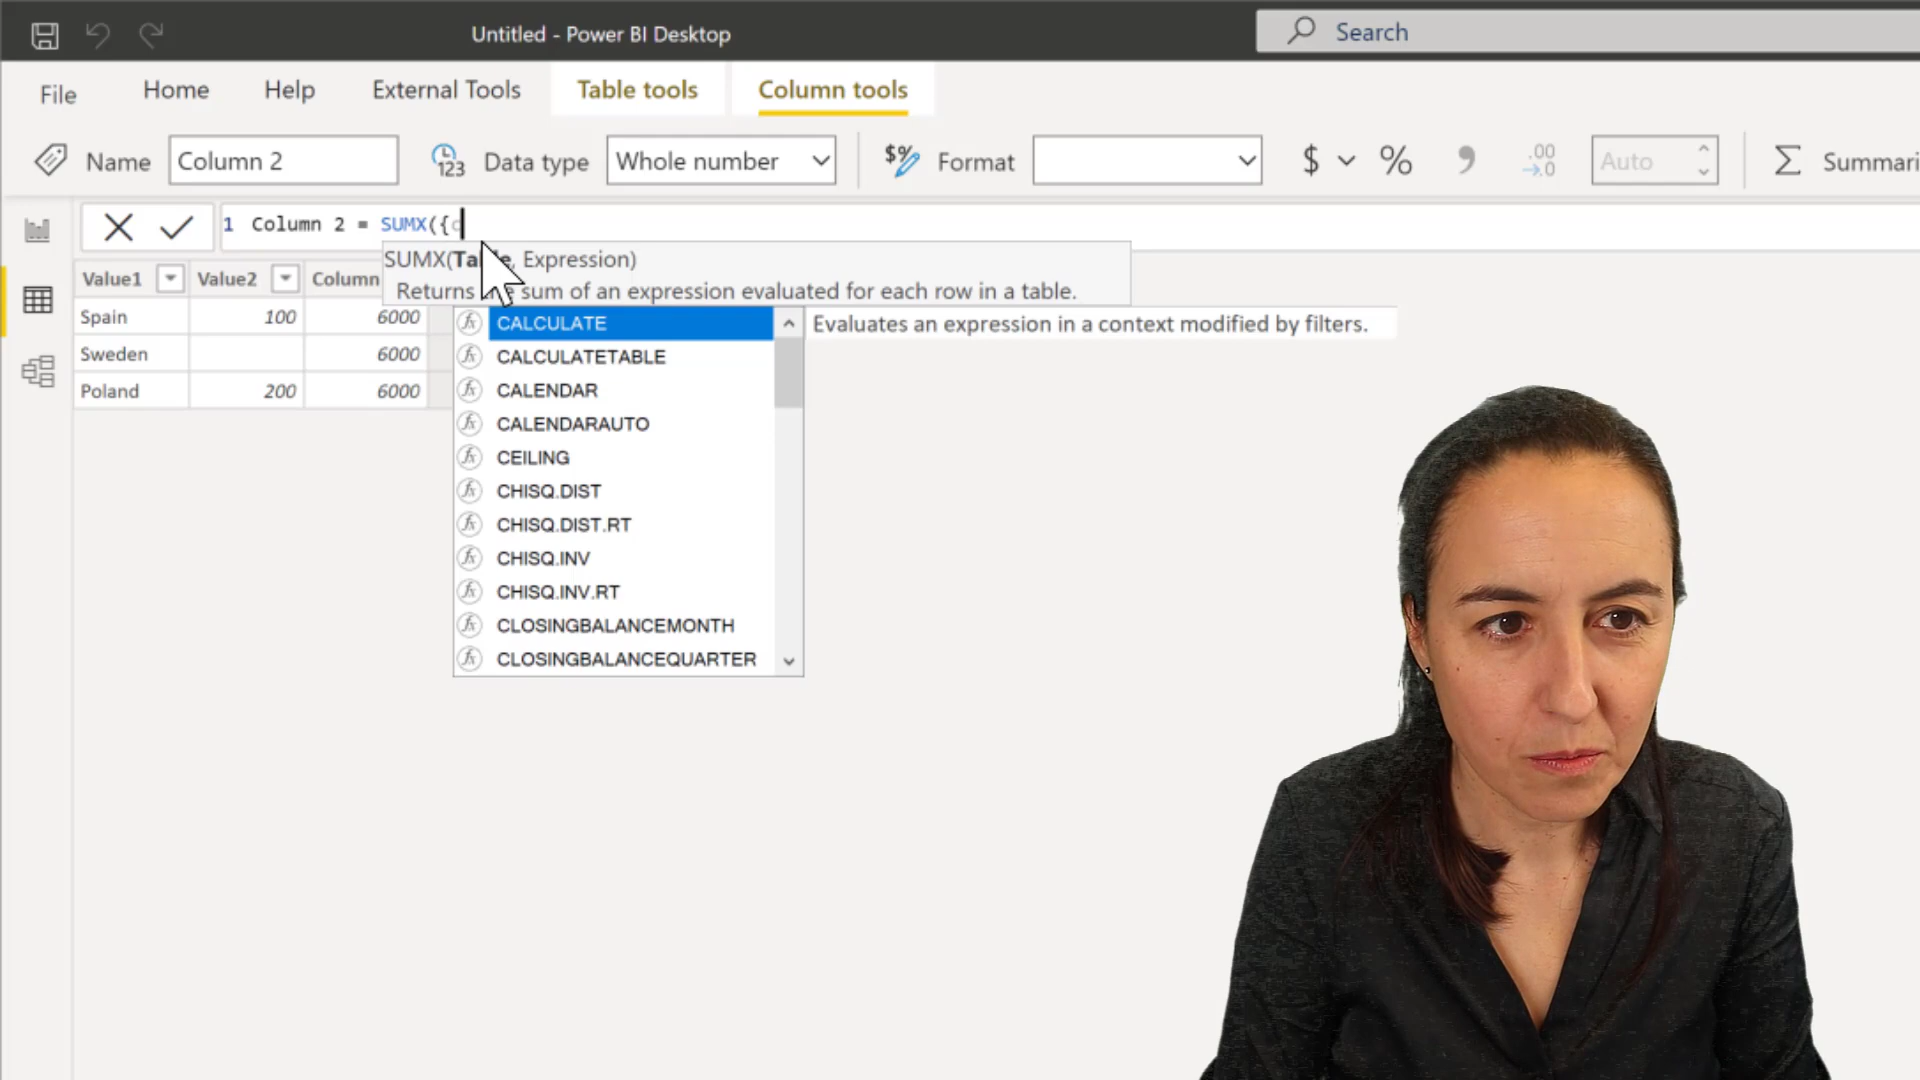 Untitled - Power BI Desktop
Search
File Home Help External Tools Table tools Column tools
Name Column 2 Data type Whole number Format $ % Auto Summari
1 Column 2 = SUMX({c
SUMX( , Expression)
Returns sum of an expression evaluated for each row in a table.
Value1 Value2 Column
Spain 100 6000
Sweden 6000
Poland 200 6000
CALCULATE Evaluates an expression in a context modified by filters.
CALCULATETABLE
CALENDAR
CALENDARAUTO
CEILING
CHISQ.DIST
CHISQ.DIST.RT
CHISQ.INV
CHISQ.INV.RT
CLOSINGBALANCEMONTH
CLOSINGBALANCEQUARTER